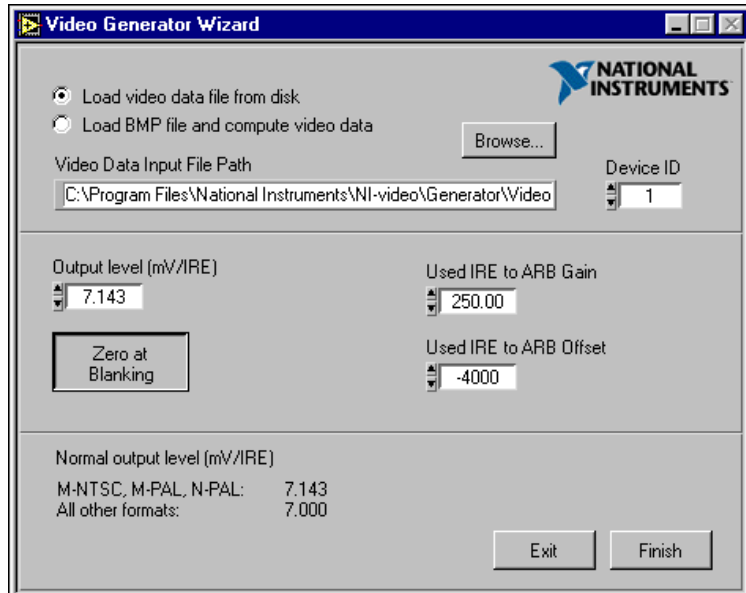 Video Generator Wizard
NATIONAL
INSTRUMENTS
Load video data file from disk
Load BMP file and compute video data
Browse...
Video Data Input File Path
Device ID
C:\Program Files\National Instruments\NI-video\Generator\Video
1
Output level (mV/IRE)
7.143
Used IRE to ARB Gain
250.00
Zero at
Blanking
Used IRE to ARB Offset
-4000
Normal output level (mV/IRE)
M-NTSC, M-PAL, N-PAL: 7.143
All other formats: 7.000
Exit
Finish